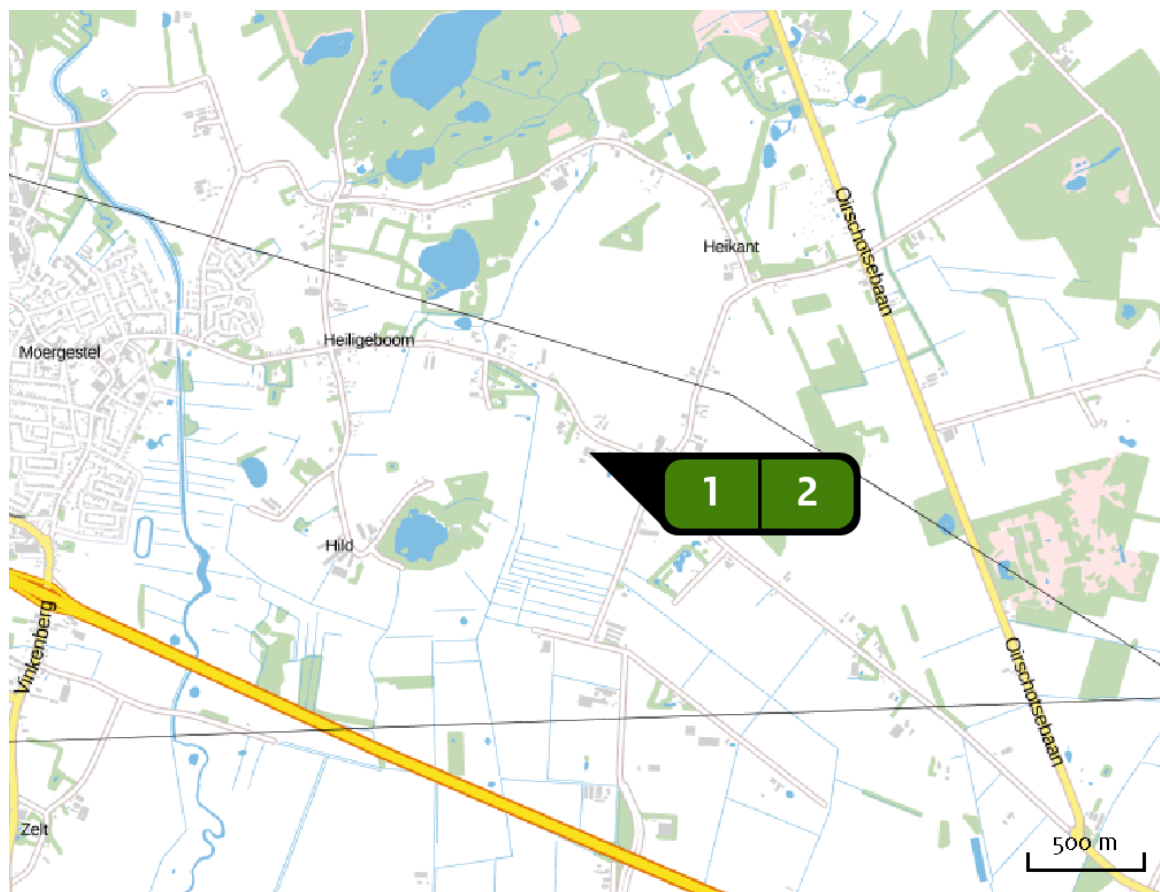 Oirschotsebaan
Heikant
Heiligeboom
Moergestel
1 2
Hild
Vinkenberg
Oirschotsebaan
Zelt
500 m